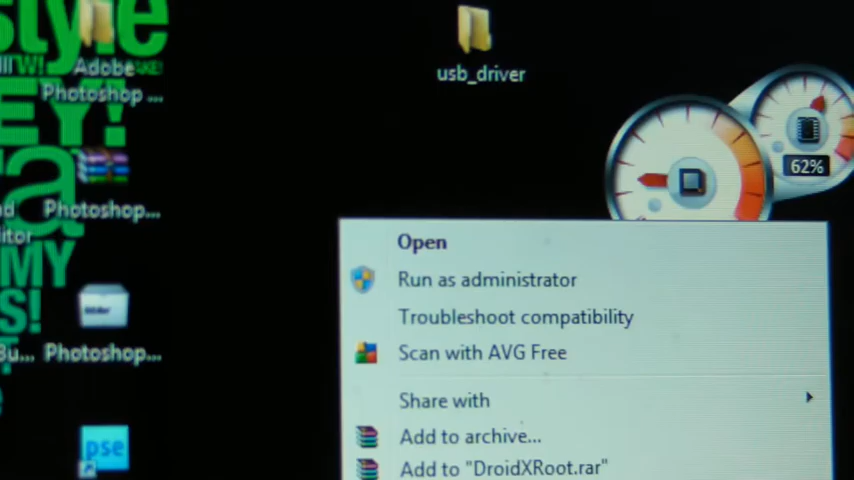 style
Adobe
Photoshop ...
usb_driver
62%
Photoshop...
Photoshop...
pse
Open
Run as administrator
Troubleshoot compatibility
Scan with AVG Free
Share with
Add to archive...
Add to "DroidXRoot.rar"